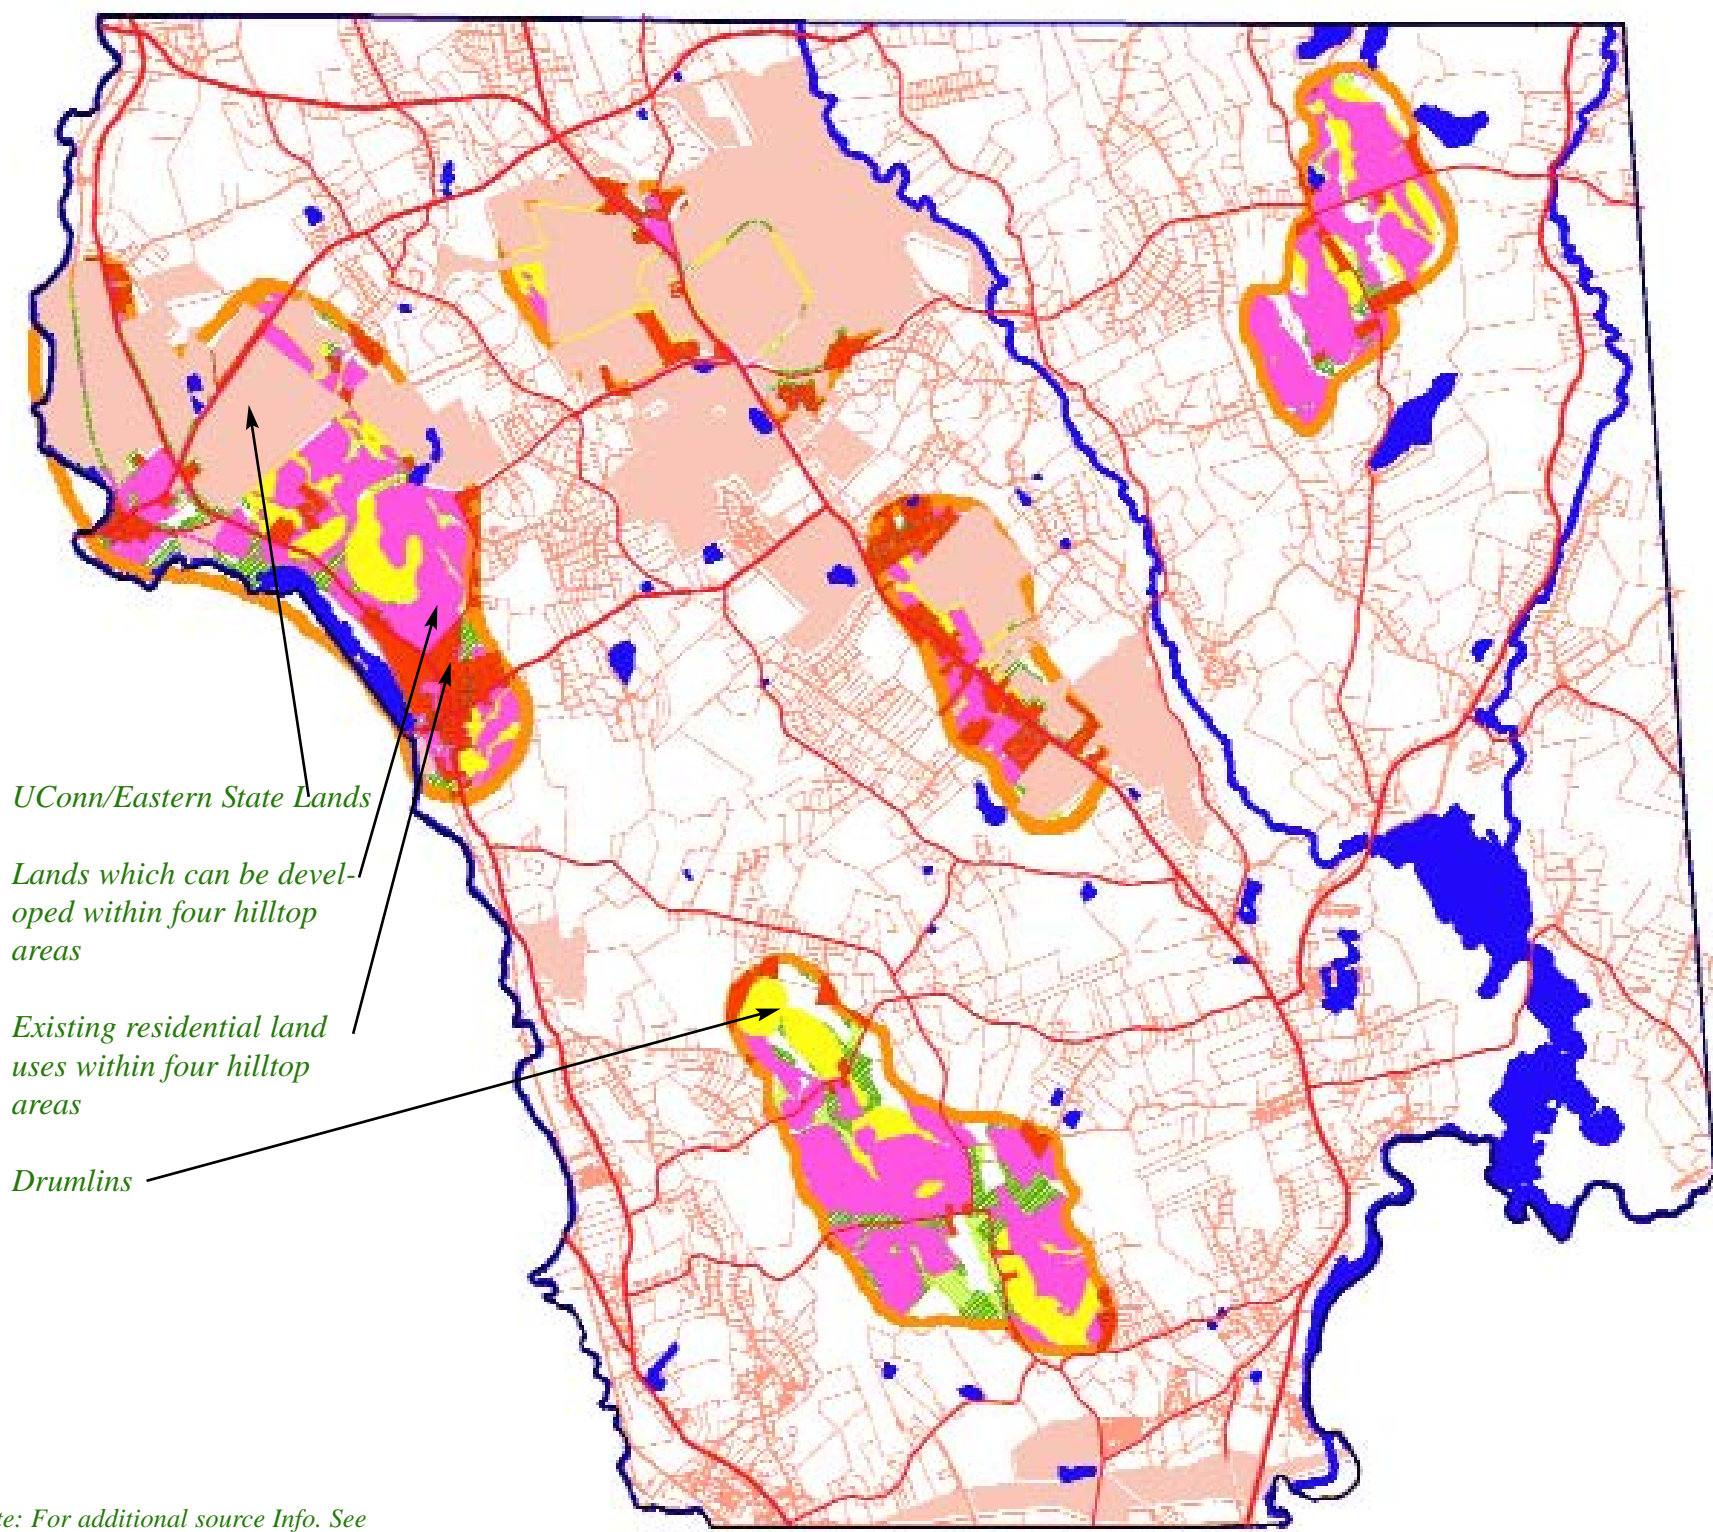 UConn/Eastern State Lands
Lands which can be devel-
oped within four hilltop
areas
Existing residential land
uses within four hilltop
areas
Drumlins
te: For additional source Info. See